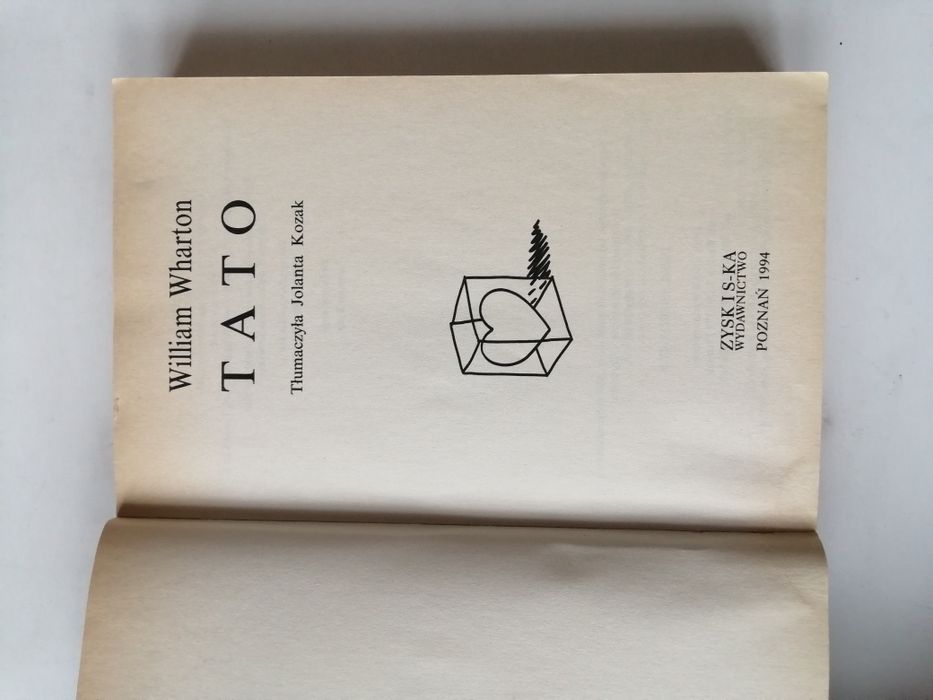 William Wharton
TATO
Tłumaczyła Jolanta Kozak
ZYSK I S-KA
WYDAWNICTWO
POZNAŃ 1994